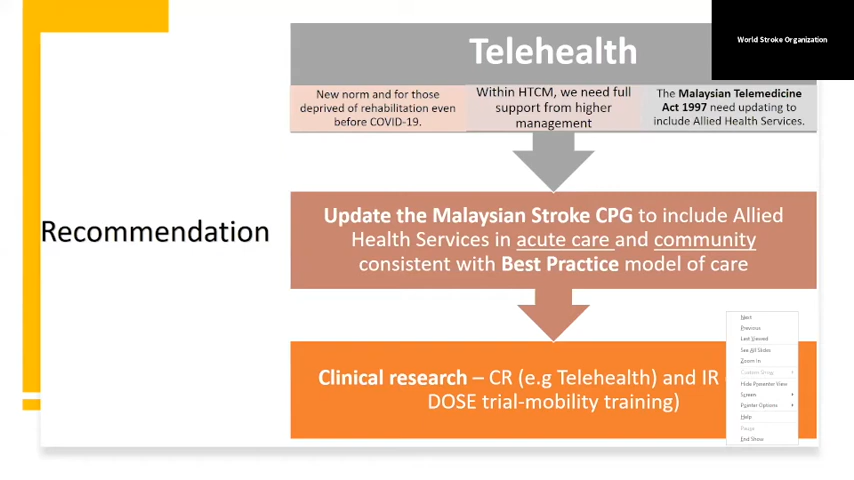 World Stroke Organization
Telehealth
New norm and for those
deprived of rehabilitation even
before COVID-19.
Within HTCM, we need full
support from higher
management
The Malaysian Telemedicine
Act 1997 need updating to
include Allied Health Services.
Recommendation
Update the Malaysian Stroke CPG to include Allied
Health Services in acute care and community
consistent with Best Practice model of care
Clinical research – CR (e.g Telehealth) and IR
DOSE trial-mobility training)
Next
Previous
Last Viewed
See All Slides
Zoom In
Custom Show
Hide Presenter View
Screen
Pointer Options
Help
Pause
End Show